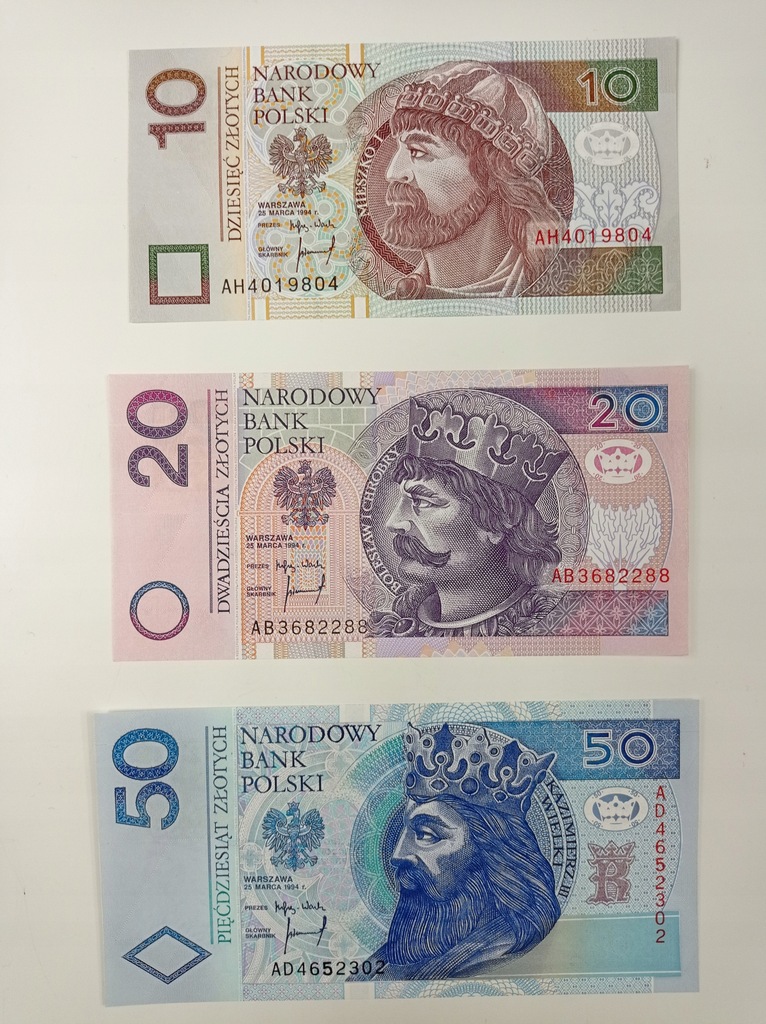 10
DZIESIĘĆ ZŁOTYCH
NARODOWY
BANK
POLSKI
WARSZAWA
25 MARCA 1994 r.
PREZES
GŁÓWNY
SKARBNIK
AH4019804
MIESZKO I
10
AH4019804
20
DWADZIEŚCIA ZŁOTYCH
NARODOWY
BANK
POLSKI
WARSZAWA
25 MARCA 1994 r.
PREZES
GŁÓWNY
SKARBNIK
AB3682288
BOLESŁAW I CHROBRY
20
AB3682288
50
PIĘĆDZIESIĄT ZŁOTYCH
NARODOWY
BANK
POLSKI
WARSZAWA
25 MARCA 1994 r.
PREZES
GŁÓWNY
SKARBNIK
AD4652302
KAZIMIERZ III
WIELKI
50
AD4652302